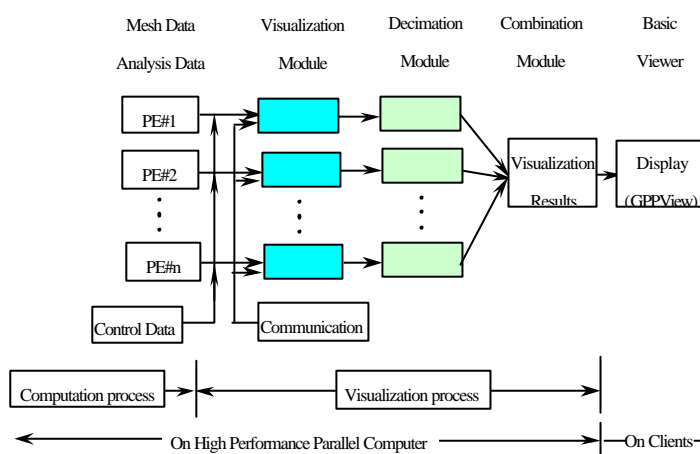 Mesh Data
Analysis Data
Visualization
Module
Decimation
Module
Combination
Module
Basic
Viewer
PE#1
PE#2
PE#n
Control Data
Communication
Visualization
Results
Display
(GPPView)
Computation process
Visualization process
On High Performance Parallel Computer
On Clients